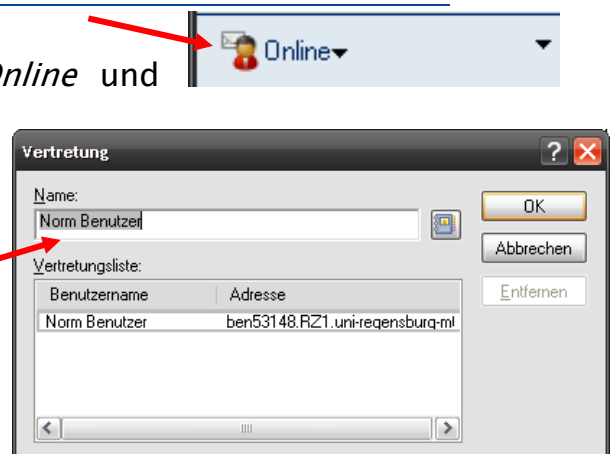 Online
Online und
Vertretung
Name:
Norm Benutzer
OK
Abbrechen
Vertretungsliste:
Entfernen
Benutzername Adresse
Norm Benutzer ben53148.RZ1.uni-regensburg-m